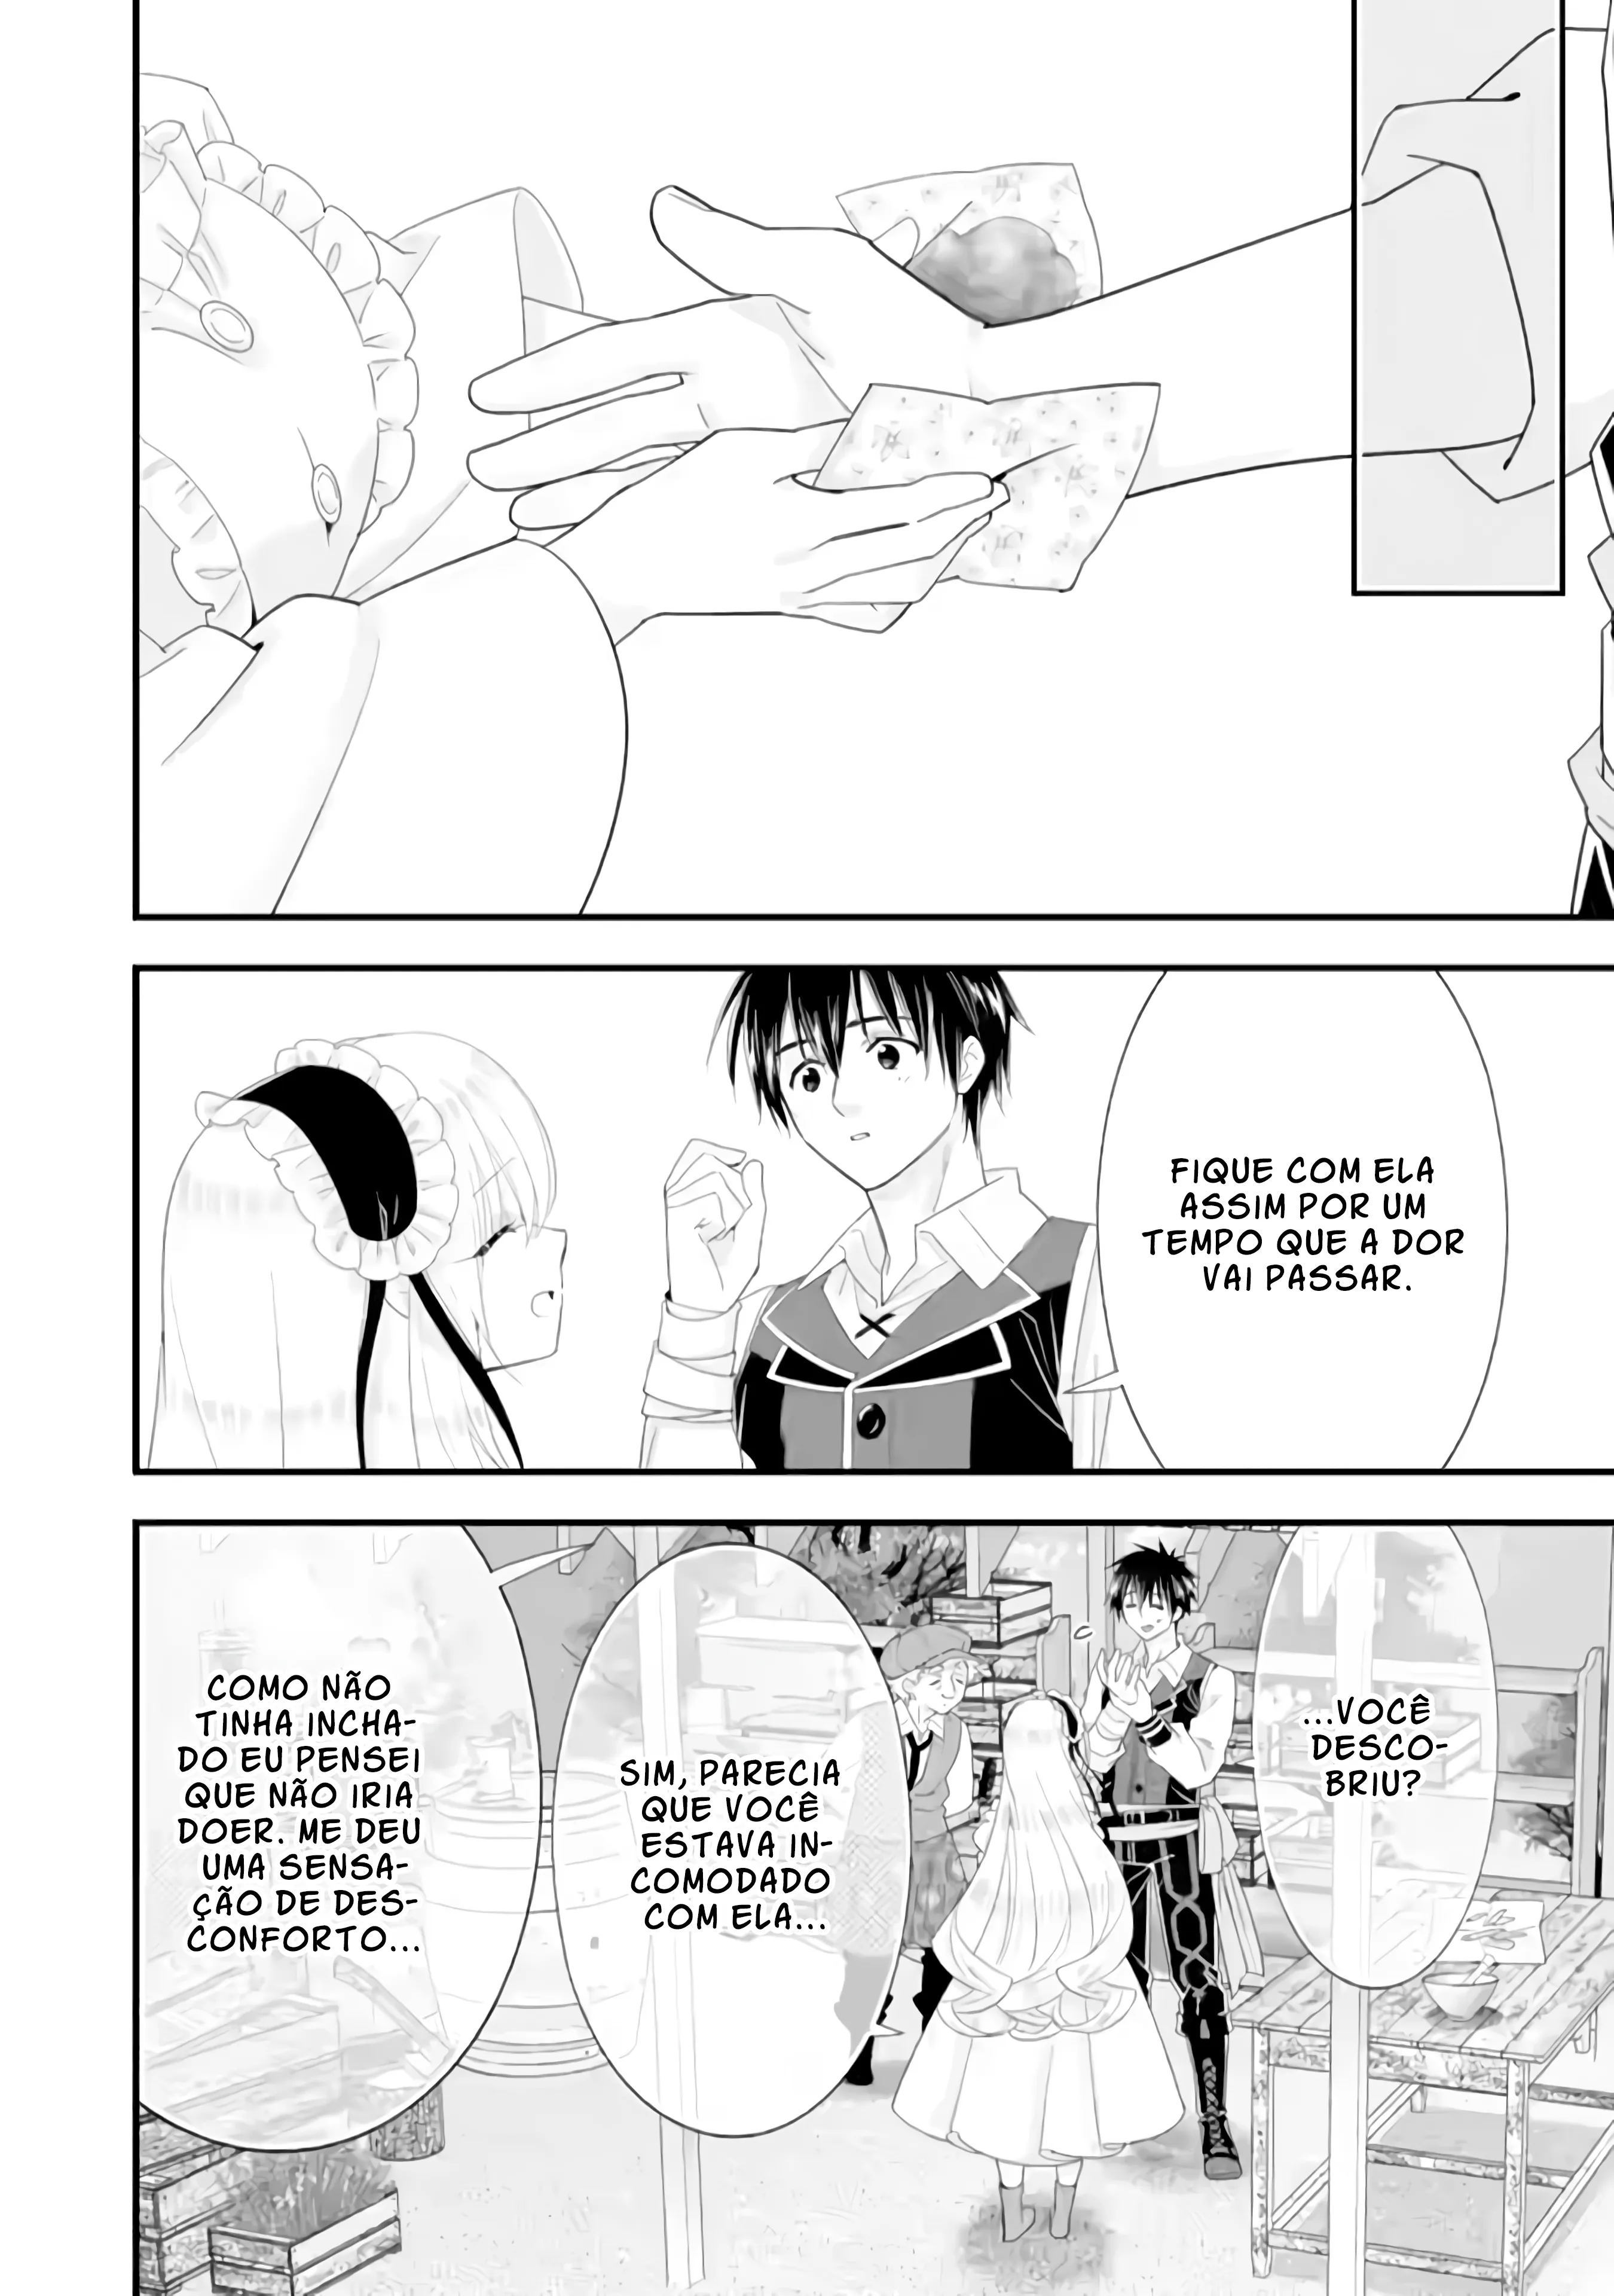 FIQUE COM ELA
ASSIM POR UM
TEMPO QUE A DOR
VAI PASSAR.
...VOCÊ
DESCO-
BRIU?
SIM, PARECIA
QUE VOCÊ
ESTAVA IN-
COMODADO
COM ELA...
COMO NÃO
TINHA INCHA-
DO EU PENSEI
QUE NÃO IRIA
DOER. ME DEU
UMA SENSA-
ÇÃO DE DES-
CONFORTO...